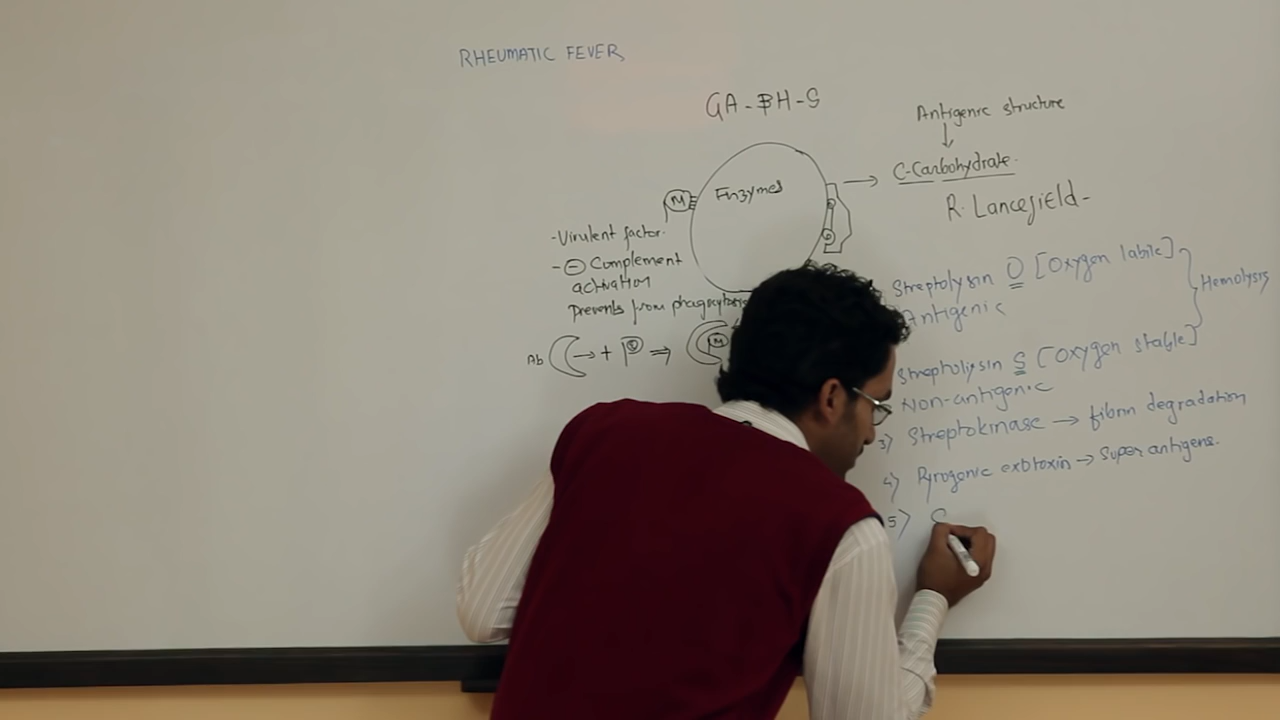 RHEUMATIC FEVER
GA-BH-S
Antigenic structure
C-Carbohydrate.
R. Lancefield-
Enzymes
M
-Virulent factor.
-⊖ Complement
activation
Prevents from phagocytosis
Ab → + ⇒ M
Streptolysin O [Oxygen labile]
Antigenic
Hemolysis
Streptolysin S [Oxygen stable]
Non-antigenic
3) Streptokinase → fibrin degradation
4) Pyrogenic exotoxin → Super antigens.
5)